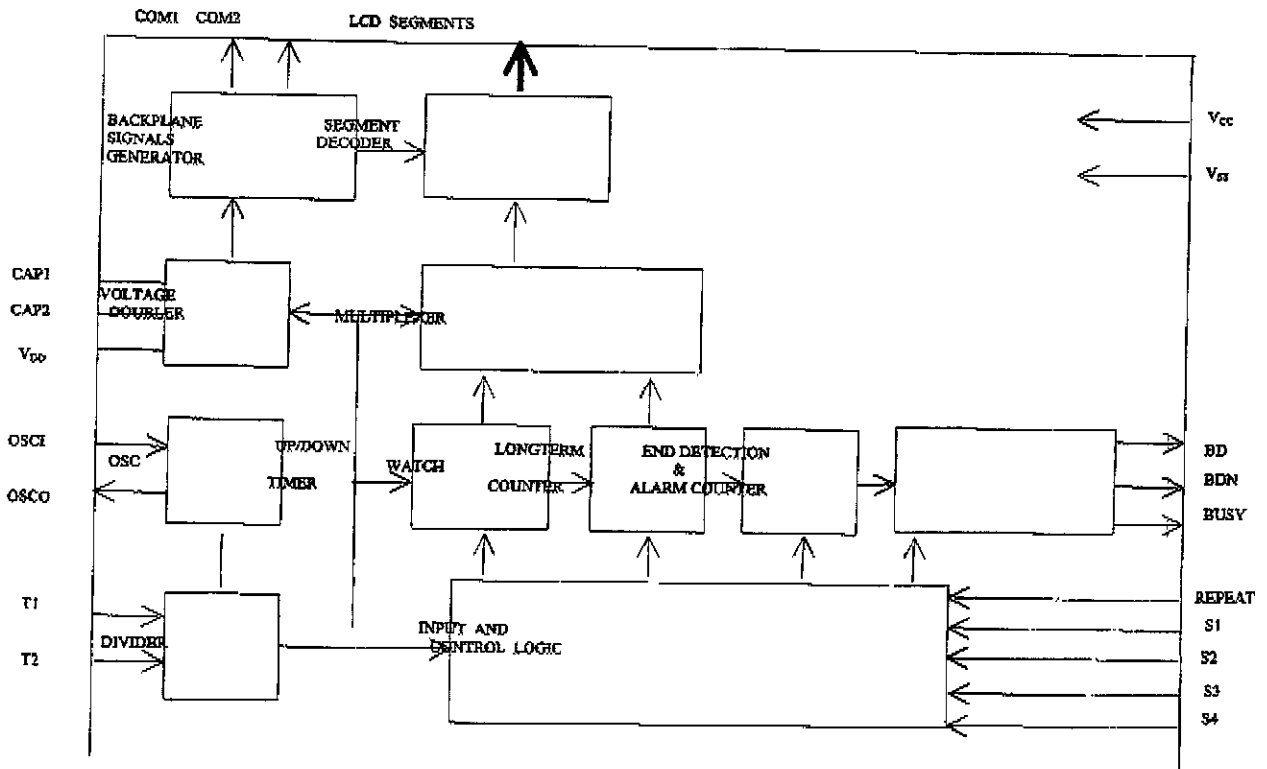 COM1 COM2
LCD SEGMENTS
BACKPLANE
SIGNALS
GENERATOR
SEGMENT
DECODER
VCC
VSS
CAP1
CAP2
VDD
VOLTAGE
DOUBLER
MULTIPLEXER
OSCI
OSC
OSCO
UP/DOWN
TIMER
WATCH
LONGTERM
COUNTER
END DETECTION
&
ALARM COUNTER
BD
BDN
BUSY
T1
T2
DIVIDER
INPUT AND
CONTROL LOGIC
REPEAT
S1
S2
S3
S4